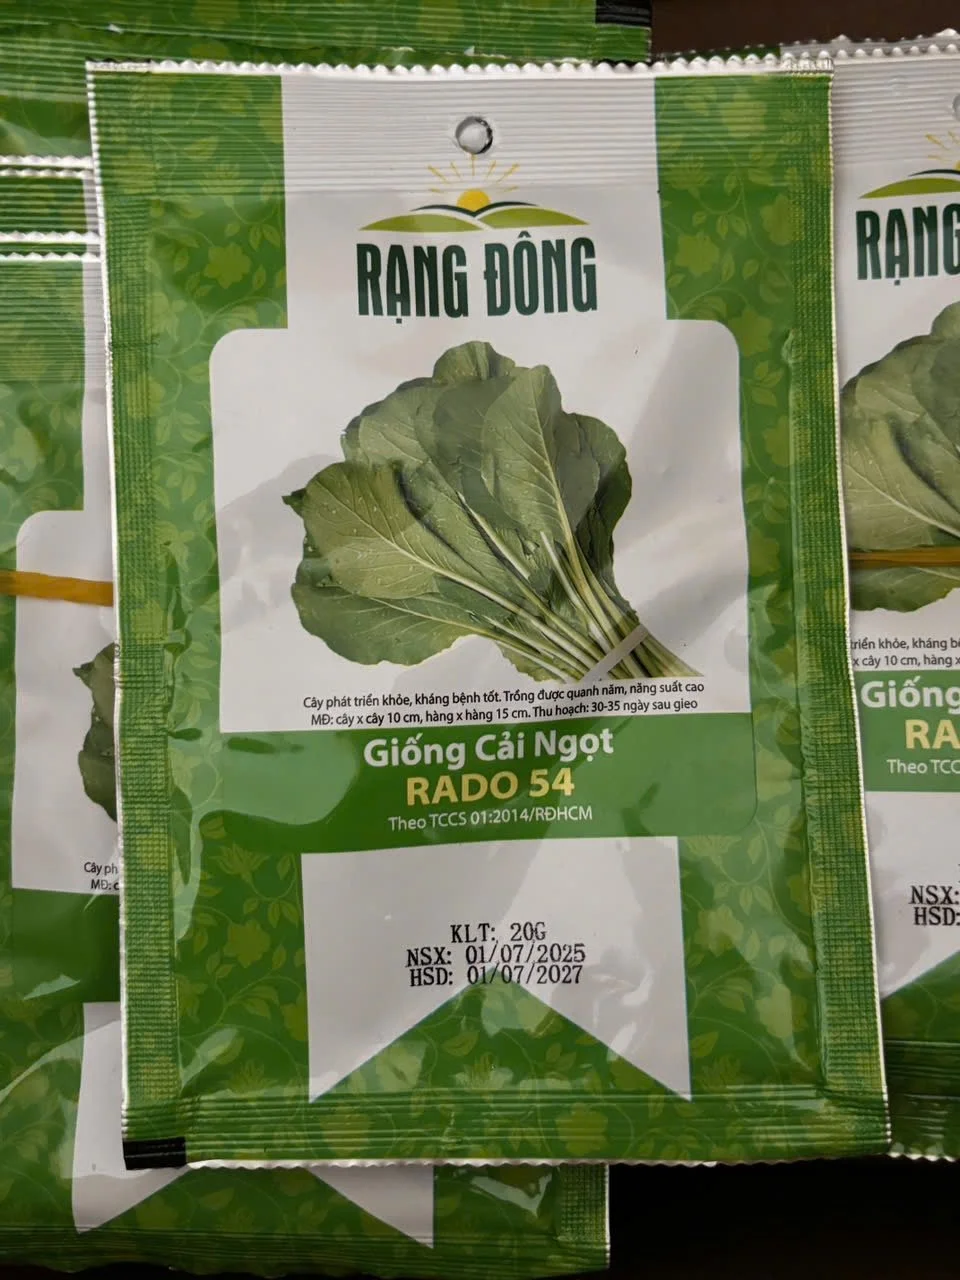 RẠNG ĐÔNG
Cây phát triển khỏe, kháng bệnh tốt. Trồng được quanh năm, năng suất cao
MĐ: cây x cây 10 cm, hàng x hàng 15 cm. Thu hoạch: 30-35 ngày sau gieo
Giống Cải Ngọt
RADO 54
Theo TCCS 01:2014/RĐHCM
KLT: 20G
NSX: 01/07/2025
HSD: 01/07/2027
RẠNG
triển khỏe, kháng
x cây 10 cm, hàng x
Giống
RA
Theo TCC
NSX:
HSD:
Cây ph
MĐ: c